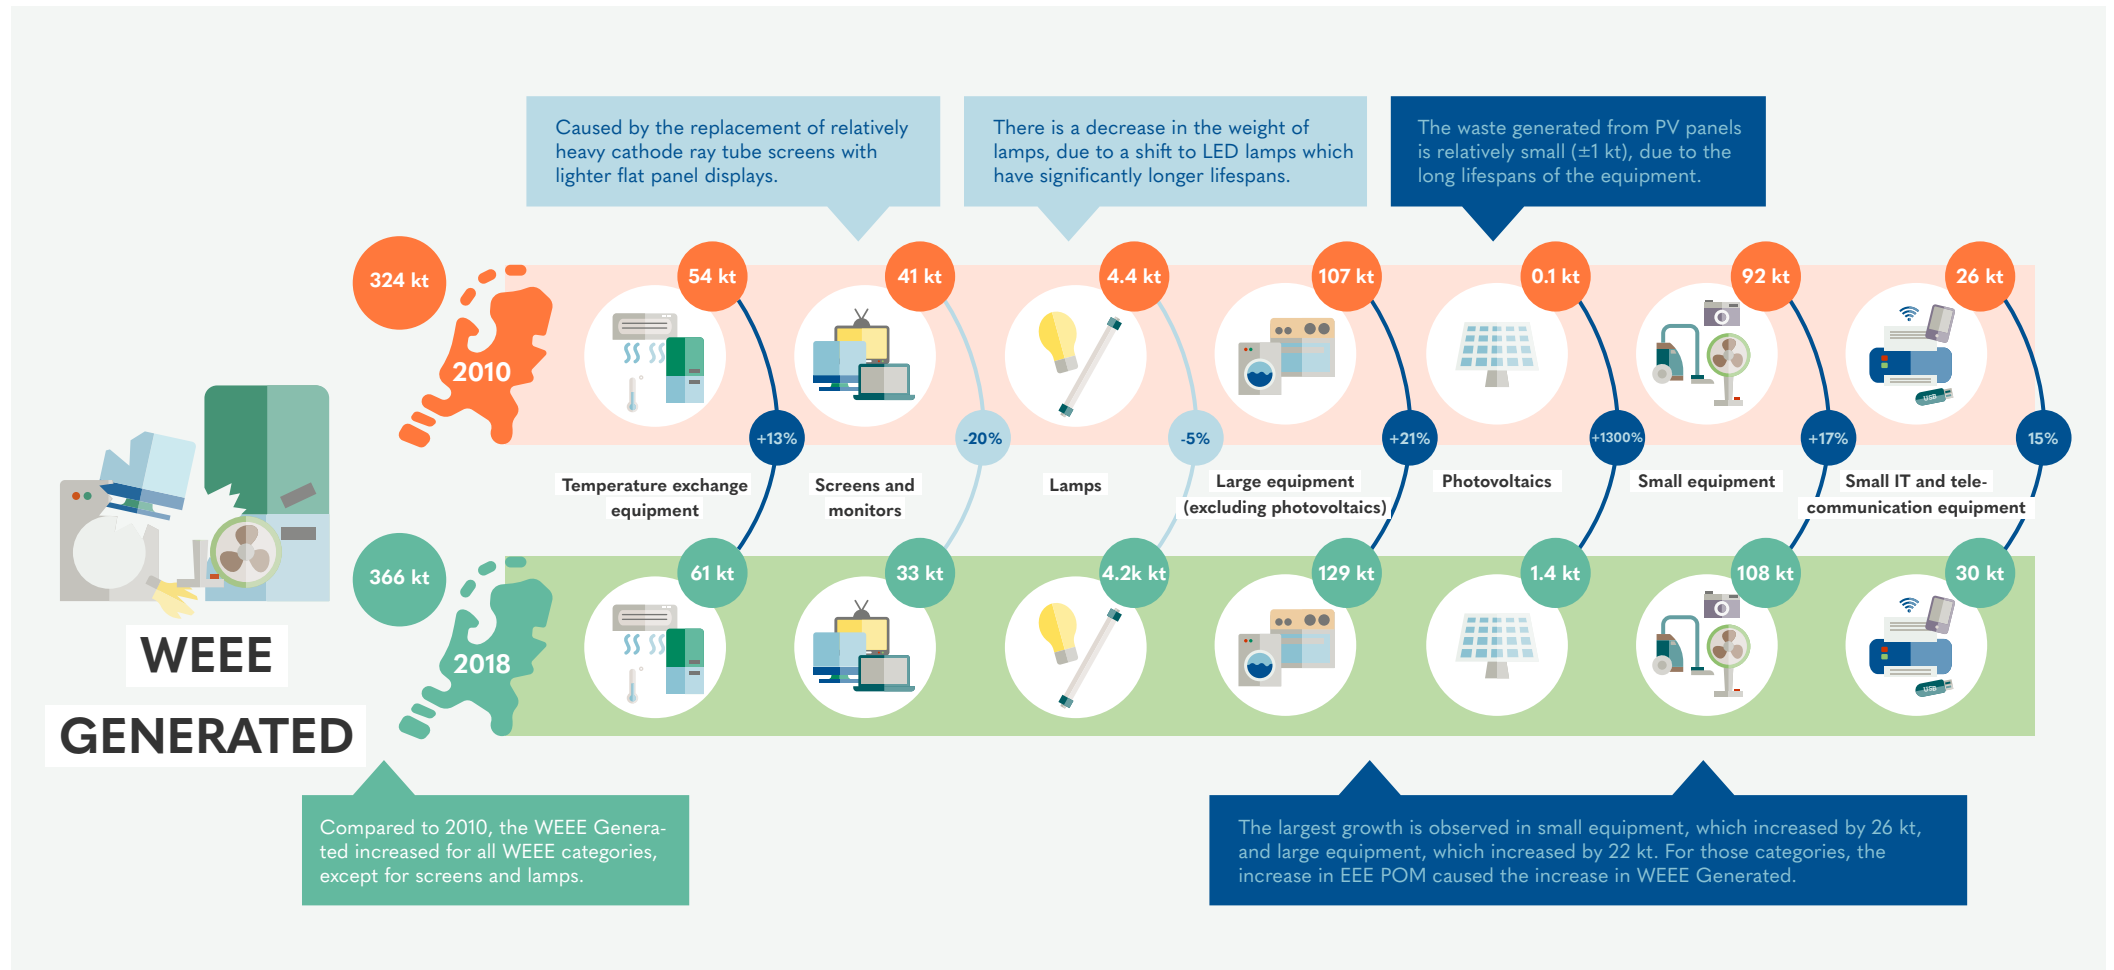 Caused by the replacement of relatively
heavy cathode ray tube screens with
lighter flat panel displays.
There is a decrease in the weight of
lamps, due to a shift to LED lamps which
have significantly longer lifespans.
The waste generated from PV panels
is relatively small (±1 kt), due to the
long lifespans of the equipment.
324 kt
2010
54 kt
41 kt
4.4 kt
107 kt
0.1 kt
92 kt
26 kt
USB
+13%
-20%
-5%
+21%
+1300%
+17%
15%
Temperature exchange
equipment
Screens and
monitors
Lamps
Large equipment
(excluding photovoltaics)
Photovoltaics
Small equipment
Small IT and tele-
communication equipment
366 kt
2018
61 kt
33 kt
4.2k kt
129 kt
1.4 kt
108 kt
30 kt
USB
WEEE
GENERATED
Compared to 2010, the WEEE Genera-
ted increased for all WEEE categories,
except for screens and lamps.
The largest growth is observed in small equipment, which increased by 26 kt,
and large equipment, which increased by 22 kt. For those categories, the
increase in EEE POM caused the increase in WEEE Generated.